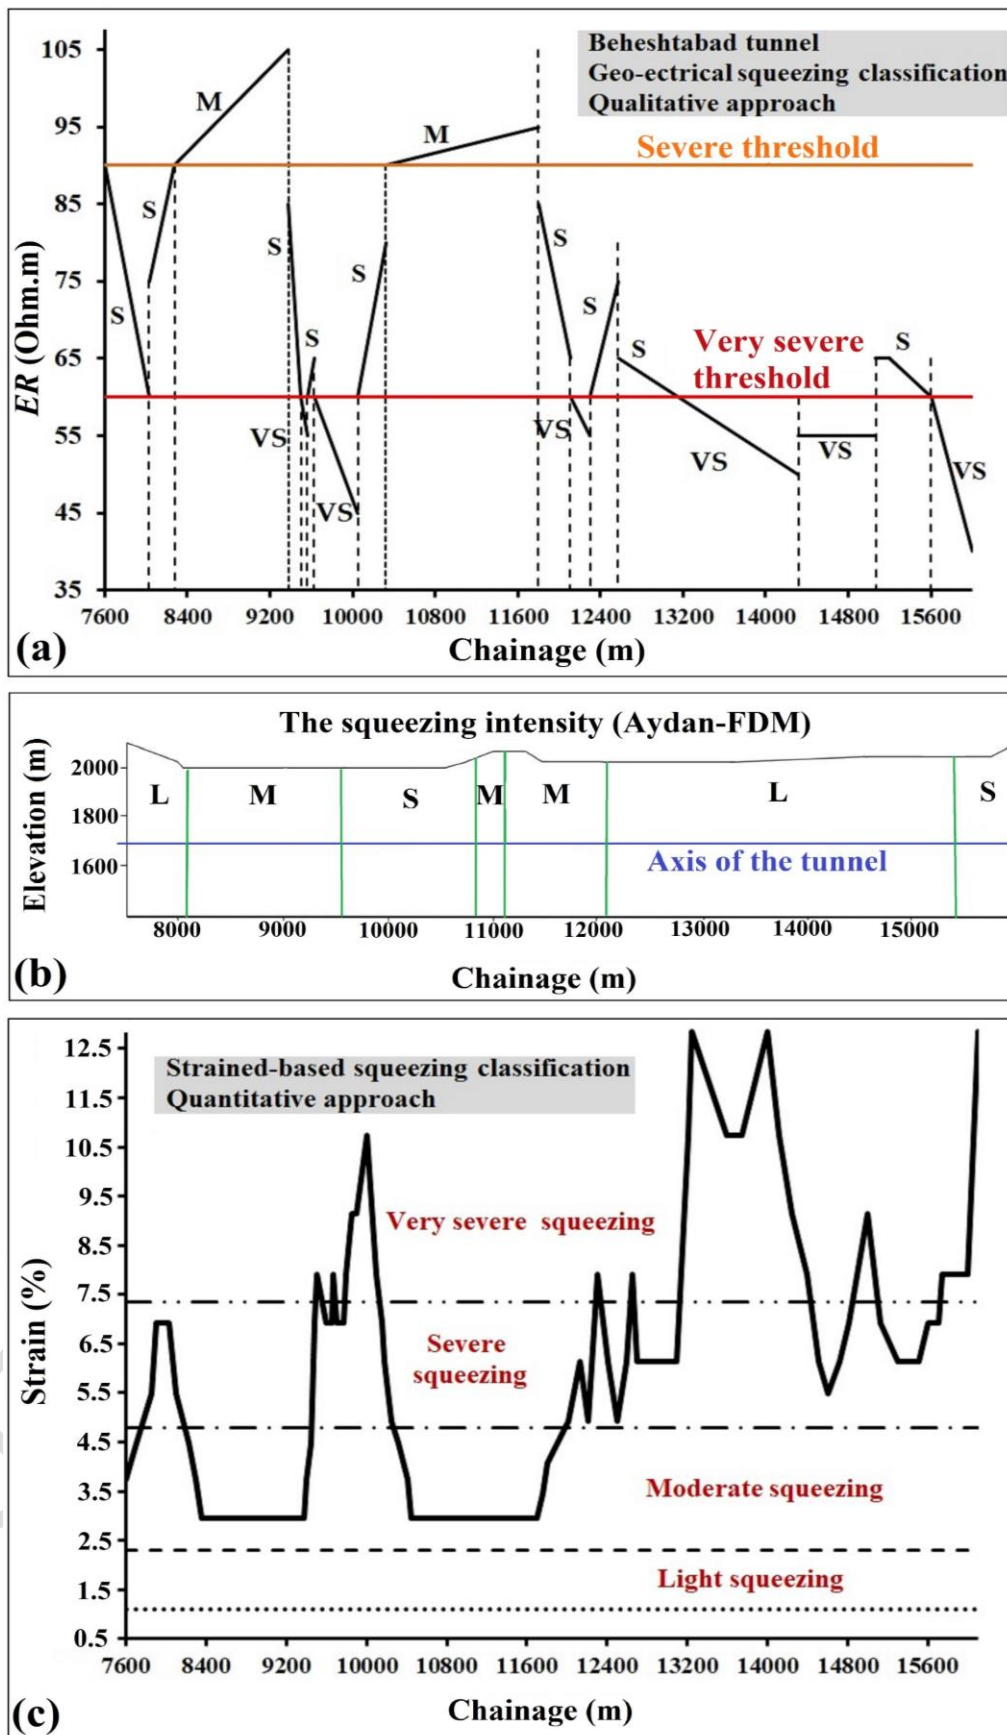 Beheshtabad tunnel
Geo-ectrical squeezing classification
Qualitative approach
105
95
85
75
65
55
45
35
ER (Ohm.m)
M
M
Severe threshold
S
S
S
S
S
S
S
S
S
Very severe
threshold
VS
VS
VS
VS
VS
VS
7600 8400 9200 10000 10800 11600 12400 13200 14000 14800 15600
Chainage (m)
(a)
The squeezing intensity (Aydan-FDM)
Elevation (m)
2000
1800
1600
L M S M M L S
Axis of the tunnel
8000 9000 10000 11000 12000 13000 14000 15000
Chainage (m)
(b)
Strained-based squeezing classification
Quantitative approach
12.5
11.5
10.5
9.5
8.5
7.5
6.5
5.5
4.5
3.5
2.5
1.5
0.5
Strain (%)
Very severe squeezing
Severe
squeezing
Moderate squeezing
Light squeezing
7600 8400 9200 10000 10800 11600 12400 13200 14000 14800 15600
Chainage (m)
(c)